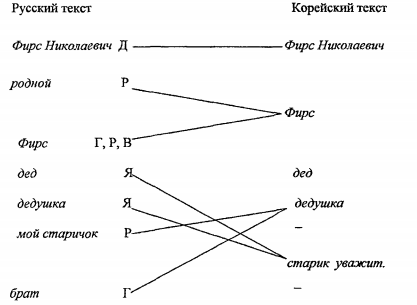 Русский текст Корейский текст
Фирс Николаевич Д Фирс Николаевич
родной Р
Фирс
Фирс Г, Р, В
дед Я дед
дедушка Я дедушка
мой старичок Р –
старик уважит.
брат Г –